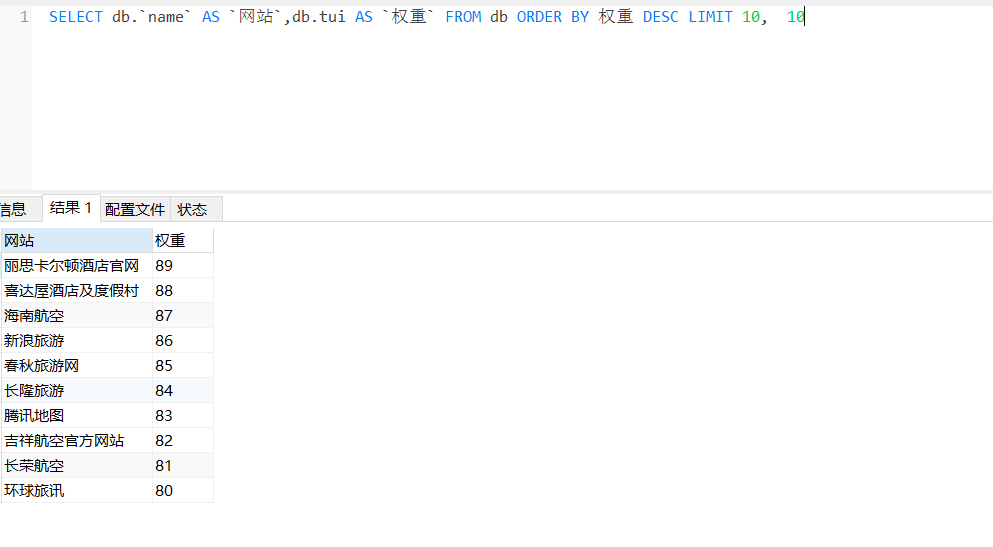 1 SELECT db.`name` AS `网站`,db.tui AS `权重` FROM db ORDER BY 权重 DESC LIMIT 10,  10
信息 结果 1 配置文件 状态
网站 权重
丽思卡尔顿酒店官网 89
喜达屋酒店及度假村 88
海南航空 87
新浪旅游 86
春秋旅游网 85
长隆旅游 84
腾讯地图 83
吉祥航空官方网站 82
长荣航空 81
环球旅讯 80